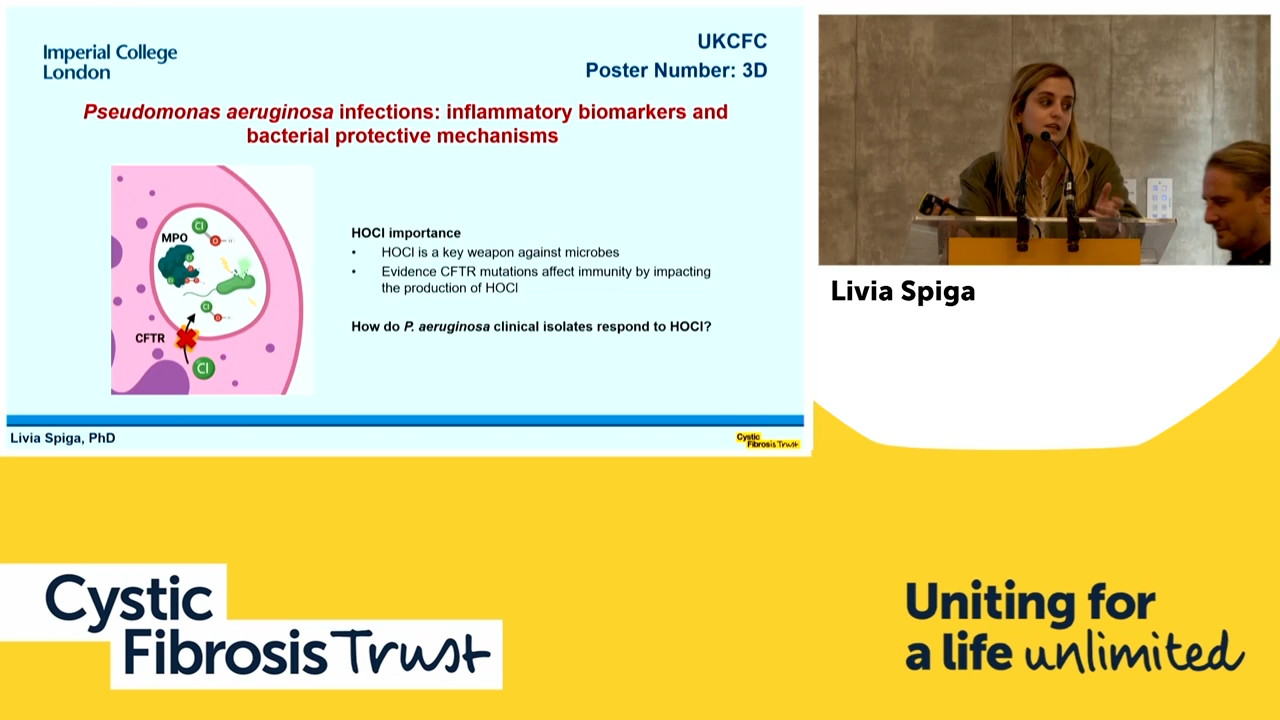 Imperial College
London
UKCFC
Poster Number: 3D
Pseudomonas aeruginosa infections: inflammatory biomarkers and
bacterial protective mechanisms
MPO
Cl
O
CFTR
Cl
O
Cl
HOCl importance
• HOCl is a key weapon against microbes
• Evidence CFTR mutations affect immunity by impacting
the production of HOCl
How do P. aeruginosa clinical isolates respond to HOCl?
Livia Spiga, PhD
Cystic
Fibrosis Trust
Livia Spiga
Cystic
Fibrosis Trust
Uniting for
a life unlimited